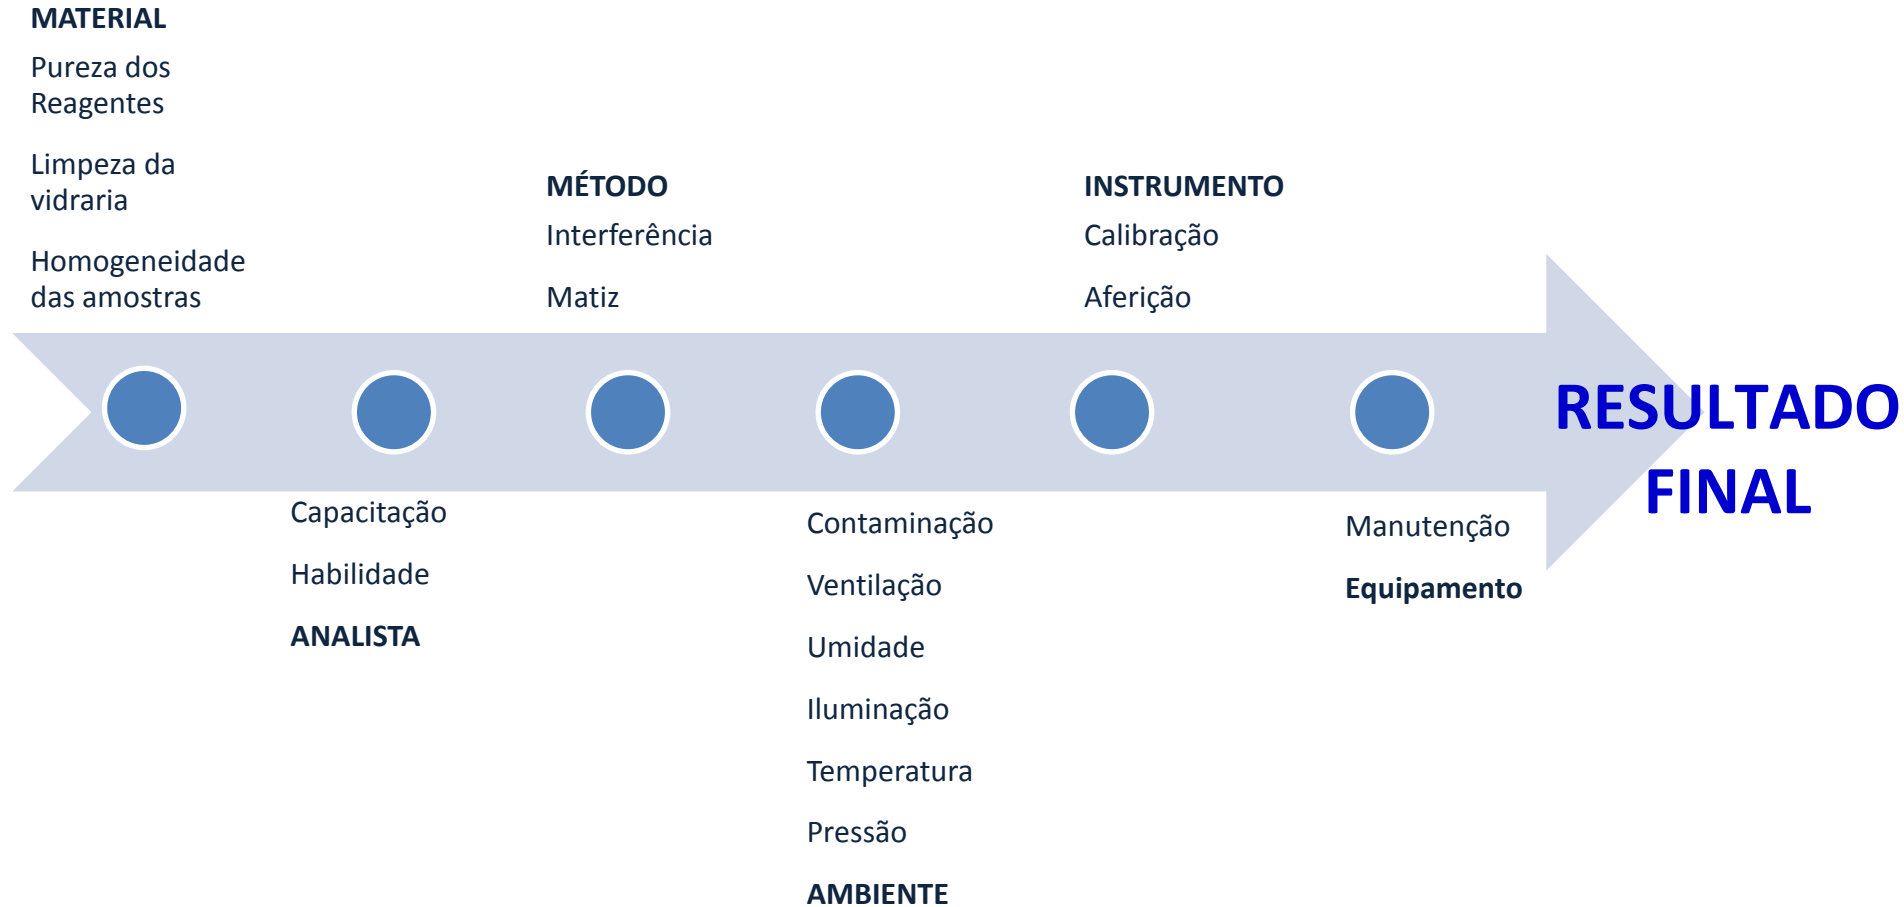 MATERIAL
Pureza dos
Reagentes
Limpeza da
vidraria
Homogeneidade
das amostras
MÉTODO
Interferência
Matiz
INSTRUMENTO
Calibração
Aferição
RESULTADO
FINAL
Capacitação
Habilidade
ANALISTA
Contaminação
Ventilação
Umidade
Iluminação
Temperatura
Pressão
AMBIENTE
Manutenção
Equipamento